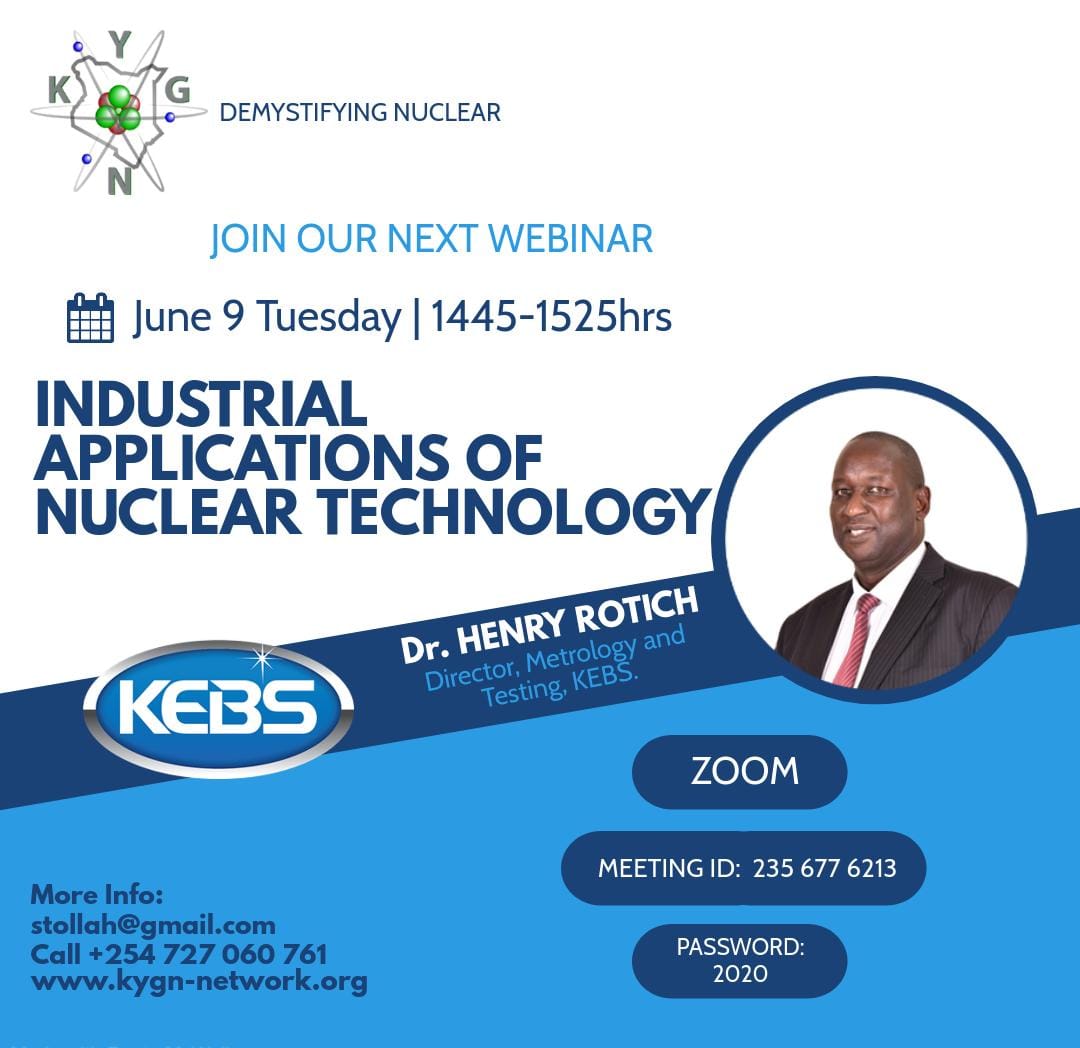 Y
K G
N
DEMYSTIFYING NUCLEAR
JOIN OUR NEXT WEBINAR
June 9 Tuesday | 1445-1525hrs
INDUSTRIAL
APPLICATIONS OF
NUCLEAR TECHNOLOGY
Dr. HENRY ROTICH
Director, Metrology and
Testing, KEBS.
KEBS
ZOOM
MEETING ID: 235 677 6213
PASSWORD:
2020
More Info:
stollah@gmail.com
Call +254 727 060 761
www.kygn-network.org